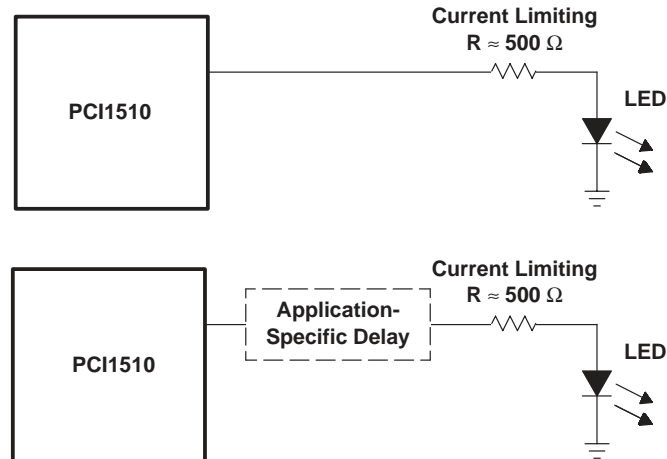 Current Limiting
R ≈ 500 Ω
LED
PCI1510
Current Limiting
R ≈ 500 Ω
Application-
Specific Delay
LED
PCI1510